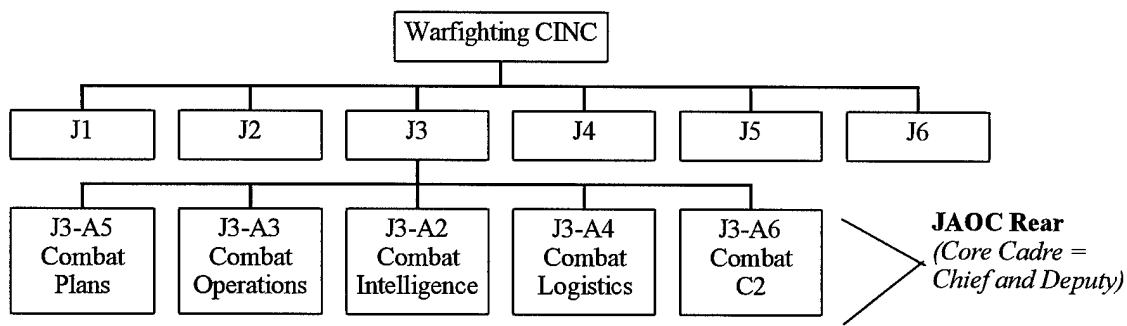 Warfighting CINC
J1
J2
J3
J4
J5
J6
J3-A5
Combat
Plans
J3-A3
Combat
Operations
J3-A2
Combat
Intelligence
J3-A4
Combat
Logistics
J3-A6
Combat
C2
JAOC Rear
(Core Cadre =
Chief and Deputy)